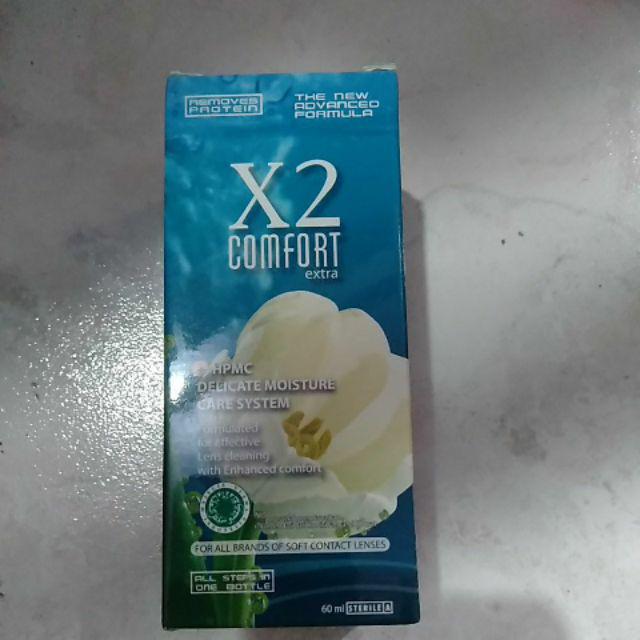 REMOVES
PROTEIN
THE NEW
ADVANCED
FORMULA
X2
COMFORT
extra
HPMC
DELICATE MOISTURE
CARE SYSTEM
Formulated
for effective
Lens cleaning
with Enhanced comfort
FOR ALL BRANDS OF SOFT CONTACT LENSES
ALL STEPS IN
ONE BOTTLE
60 ml STERILE A